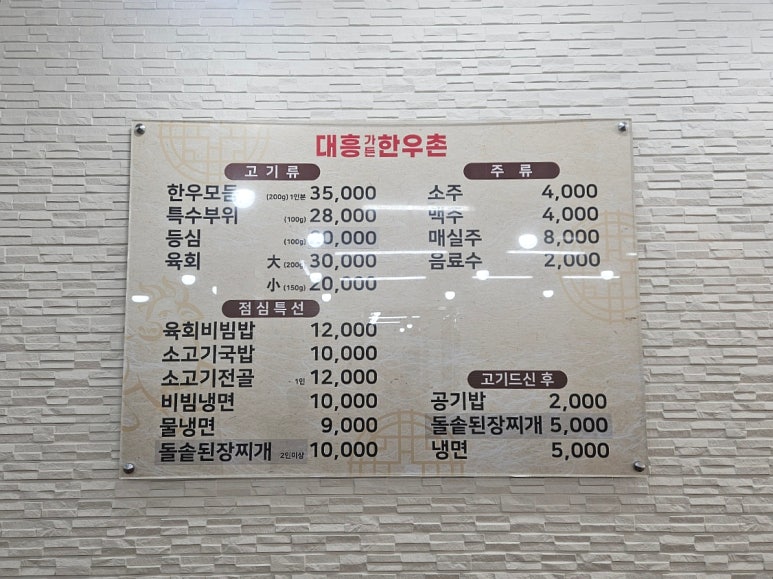 대흥가든한우촌
고기류
한우모듬 (200g)1인분 35,000
특수부위 (100g) 28,000
등심 (100g)
육회 大 (200g) 30,000
小 (150g) 20,000
점심특선
육회비빔밥 12,000
소고기국밥 10,000
소고기전골 1인 12,000
비빔냉면 10,000
물냉면 9,000
돌솥된장찌개 2인이상 10,000
주류
소주 4,000
맥주 4,000
매실주 8,000
음료수 2,000
고기드신 후
공기밥 2,000
돌솥된장찌개 5,000
냉면 5,000